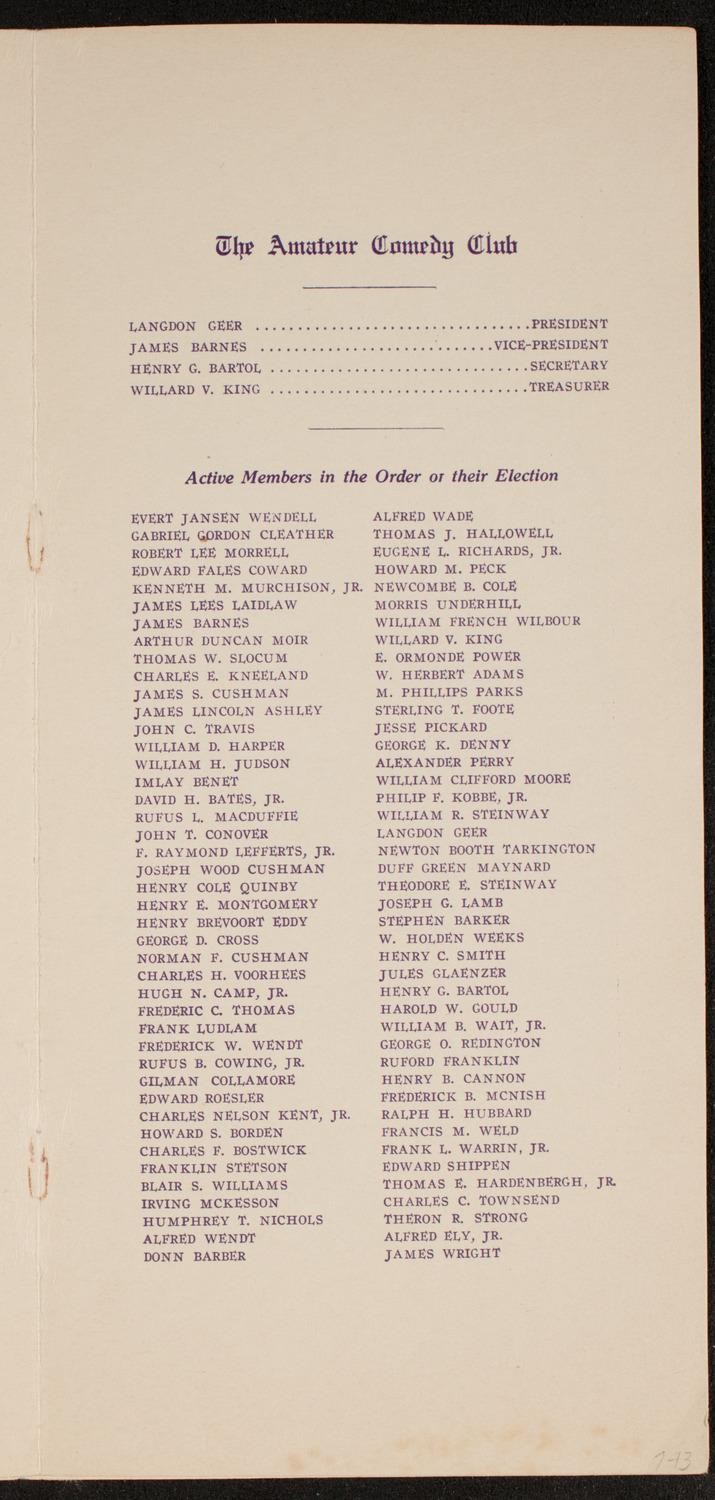 The Amateur Comedy Club
LANGDON GEER ................................PRESIDENT
JAMES BARNES ...........................VICE-PRESIDENT
HENRY G. BARTOL ..............................SECRETARY
WILLARD V. KING ..............................TREASURER
Active Members in the Order of their Election
EVERT JANSEN WENDELL
GABRIEL GORDON CLEATHER
ROBERT LEE MORRELL
EDWARD FALES COWARD
KENNETH M. MURCHISON, JR.
JAMES LEES LAIDLAW
JAMES BARNES
ARTHUR DUNCAN MOIR
THOMAS W. SLOCUM
CHARLES E. KNEELAND
JAMES S. CUSHMAN
JAMES LINCOLN ASHLEY
JOHN C. TRAVIS
WILLIAM D. HARPER
WILLIAM H. JUDSON
IMLAY BENET
DAVID H. BATES, JR.
RUFUS L. MACDUFFIE
JOHN T. CONOVER
F. RAYMOND LEFFERTS, JR.
JOSEPH WOOD CUSHMAN
HENRY COLE QUINBY
HENRY E. MONTGOMERY
HENRY BREVOORT EDDY
GEORGE D. CROSS
NORMAN F. CUSHMAN
CHARLES H. VOORHEES
HUGH N. CAMP, JR.
FREDERIC C. THOMAS
FRANK LUDLAM
FREDERICK W. WENDT
RUFUS B. COWING, JR.
GILMAN COLLAMORE
EDWARD ROESLER
CHARLES NELSON KENT, JR.
HOWARD S. BORDEN
CHARLES F. BOSTWICK
FRANKLIN STETSON
BLAIR S. WILLIAMS
IRVING MCKESSON
HUMPHREY T. NICHOLS
ALFRED WENDT
DONN BARBER
ALFRED WADE
THOMAS J. HALLOWELL
EUGENE L. RICHARDS, JR.
HOWARD M. PECK
NEWCOMBE B. COLE
MORRIS UNDERHILL
WILLIAM FRENCH WILBOUR
WILLARD V. KING
E. ORMONDE POWER
W. HERBERT ADAMS
M. PHILLIPS PARKS
STERLING T. FOOTE
JESSE PICKARD
GEORGE K. DENNY
ALEXANDER PERRY
WILLIAM CLIFFORD MOORE
PHILIP F. KOBBE, JR.
WILLIAM R. STEINWAY
LANGDON GEER
NEWTON BOOTH TARKINGTON
DUFF GREEN MAYNARD
THEODORE E. STEINWAY
JOSEPH G. LAMB
STEPHEN BARKER
W. HOLDEN WEEKS
HENRY C. SMITH
JULES GLAENZER
HENRY G. BARTOL
HAROLD W. GOULD
WILLIAM B. WAIT, JR.
GEORGE O. REDINGTON
RUFORD FRANKLIN
HENRY B. CANNON
FREDERICK B. MCNISH
RALPH H. HUBBARD
FRANCIS M. WELD
FRANK L. WARRIN, JR.
EDWARD SHIPPEN
THOMAS E. HARDENBERGH, JR.
CHARLES C. TOWNSEND
THERON R. STRONG
ALFRED ELY, JR.
JAMES WRIGHT